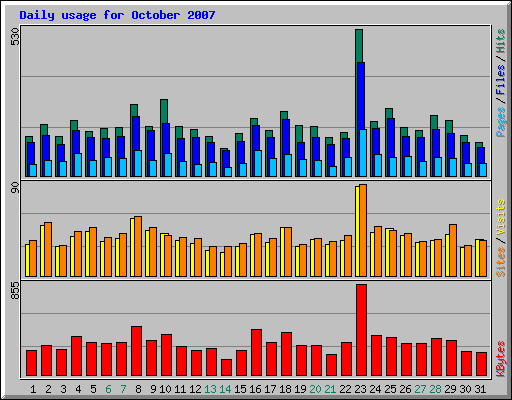 Daily usage for October 2007
530
Pages / Files / Hits
90
Sites / Visits
855
KBytes
1 2 3 4 5 6 7 8 9 10 11 12 13 14 15 16 17 18 19 20 21 22 23 24 25 26 27 28 29 30 31